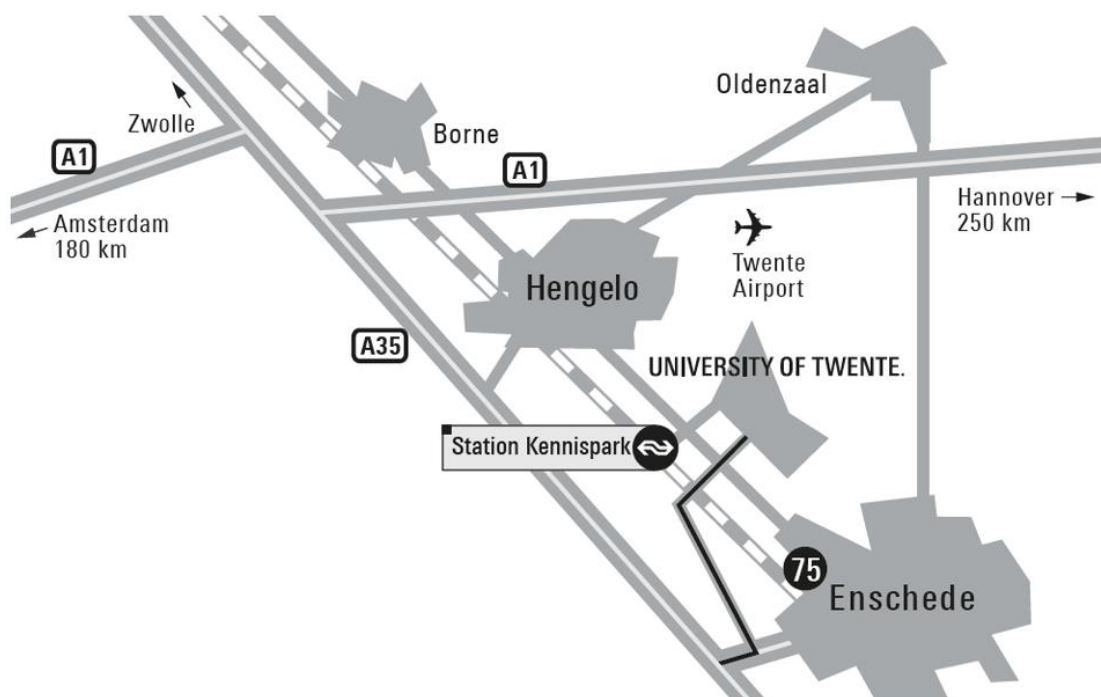 Oldenzaal
Zwolle
Borne
A1
A1
Amsterdam
180 km
Hannover
250 km
Twente
Airport
Hengelo
A35
UNIVERSITY OF TWENTE.
Station Kennispark
75
Enschede